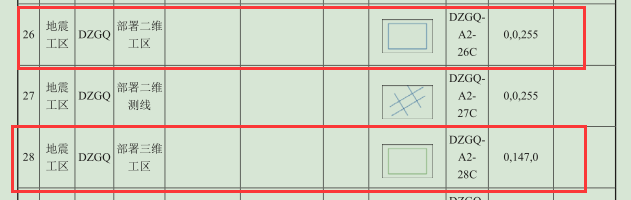 26 地震工区 DZGQ 部署二维工区 DZGQ-A2-26C 0,0,255
27 地震工区 DZGQ 部署二维测线 DZGQ-A2-27C 0,0,255
28 地震工区 DZGQ 部署三维工区 DZGQ-A2-28C 0,147,0